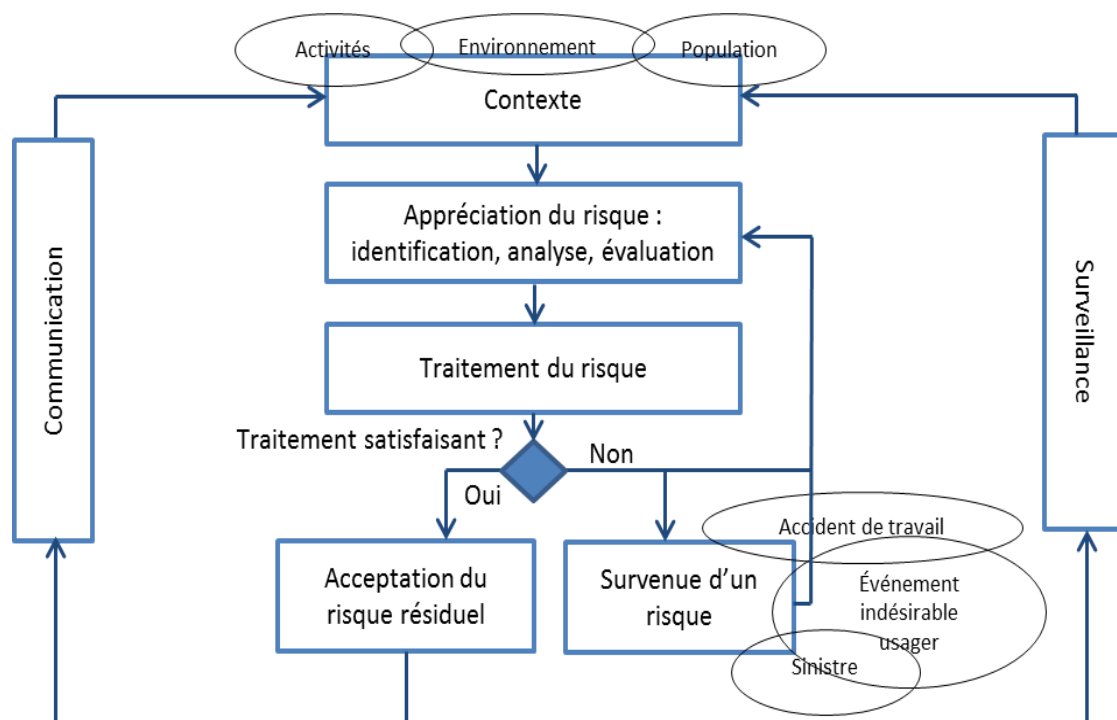 Activités
Environnement
Population
Contexte
Communication
Surveillance
Appréciation du risque :
identification, analyse, évaluation
Traitement du risque
Traitement satisfaisant ?
Non
Oui
Accident de travail
Acceptation du
risque résiduel
Survenue d’un
risque
Événement
indésirable
usager
Sinistre